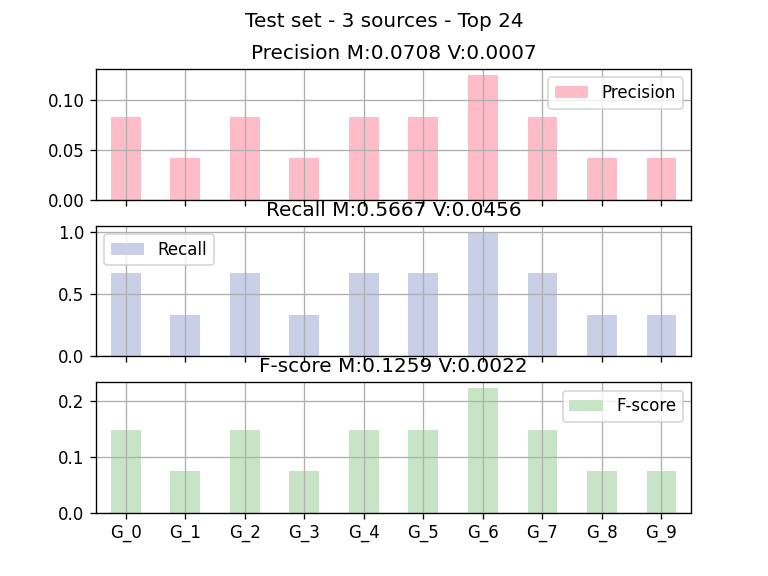 Test set - 3 sources - Top 24
Precision M:0.0708 V:0.0007
0.10
0.05
0.00
Precision
Recall M:0.5667 V:0.0456
1.0
0.5
0.0
Recall
F-score M:0.1259 V:0.0022
0.2
0.1
0.0
F-score
G_0 G_1 G_2 G_3 G_4 G_5 G_6 G_7 G_8 G_9